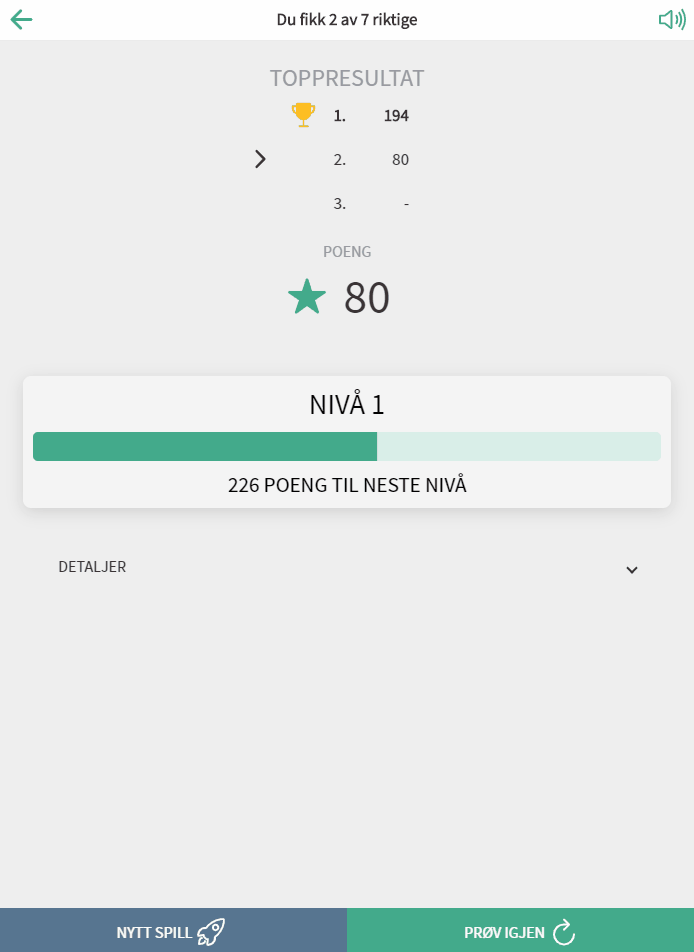 Du fikk 2 av 7 riktige
TOPPRESULTAT
1. 194
2. 80
3. -
POENG
80
NIVÅ 1
226 POENG TIL NESTE NIVÅ
DETALJER
NYTT SPILL
PRØV IGJEN